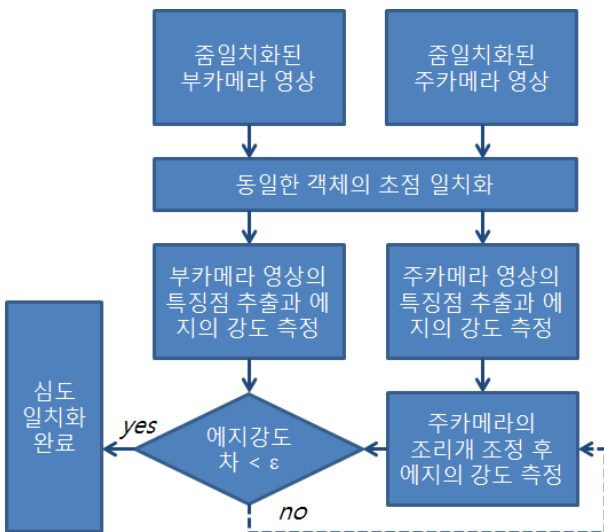 줌일치화된
부카메라 영상
줌일치화된
주카메라 영상
동일한 객체의 초점 일치화
부카메라 영상의
특징점 추출과 에
지의 강도 측정
주카메라 영상의
특징점 추출과 에
지의 강도 측정
심도
일치화
완료
yes
에지강도
차 < ε
no
주카메라의
조리개 조정 후
에지의 강도 측정